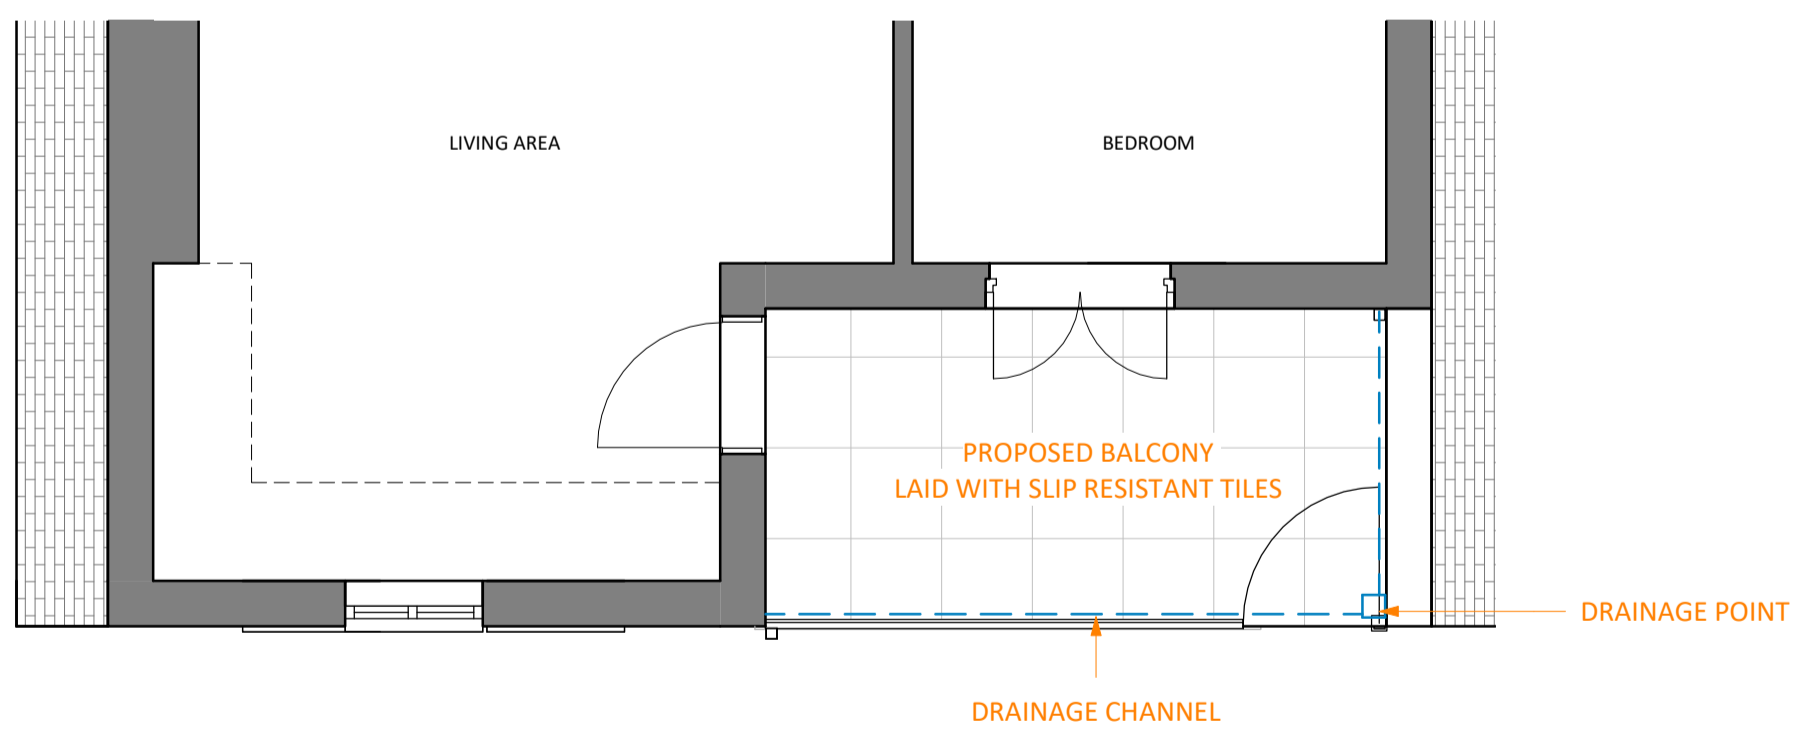 LIVING AREA
BEDROOM
PROPOSED BALCONY
LAID WITH SLIP RESISTANT TILES
DRAINAGE POINT
DRAINAGE CHANNEL